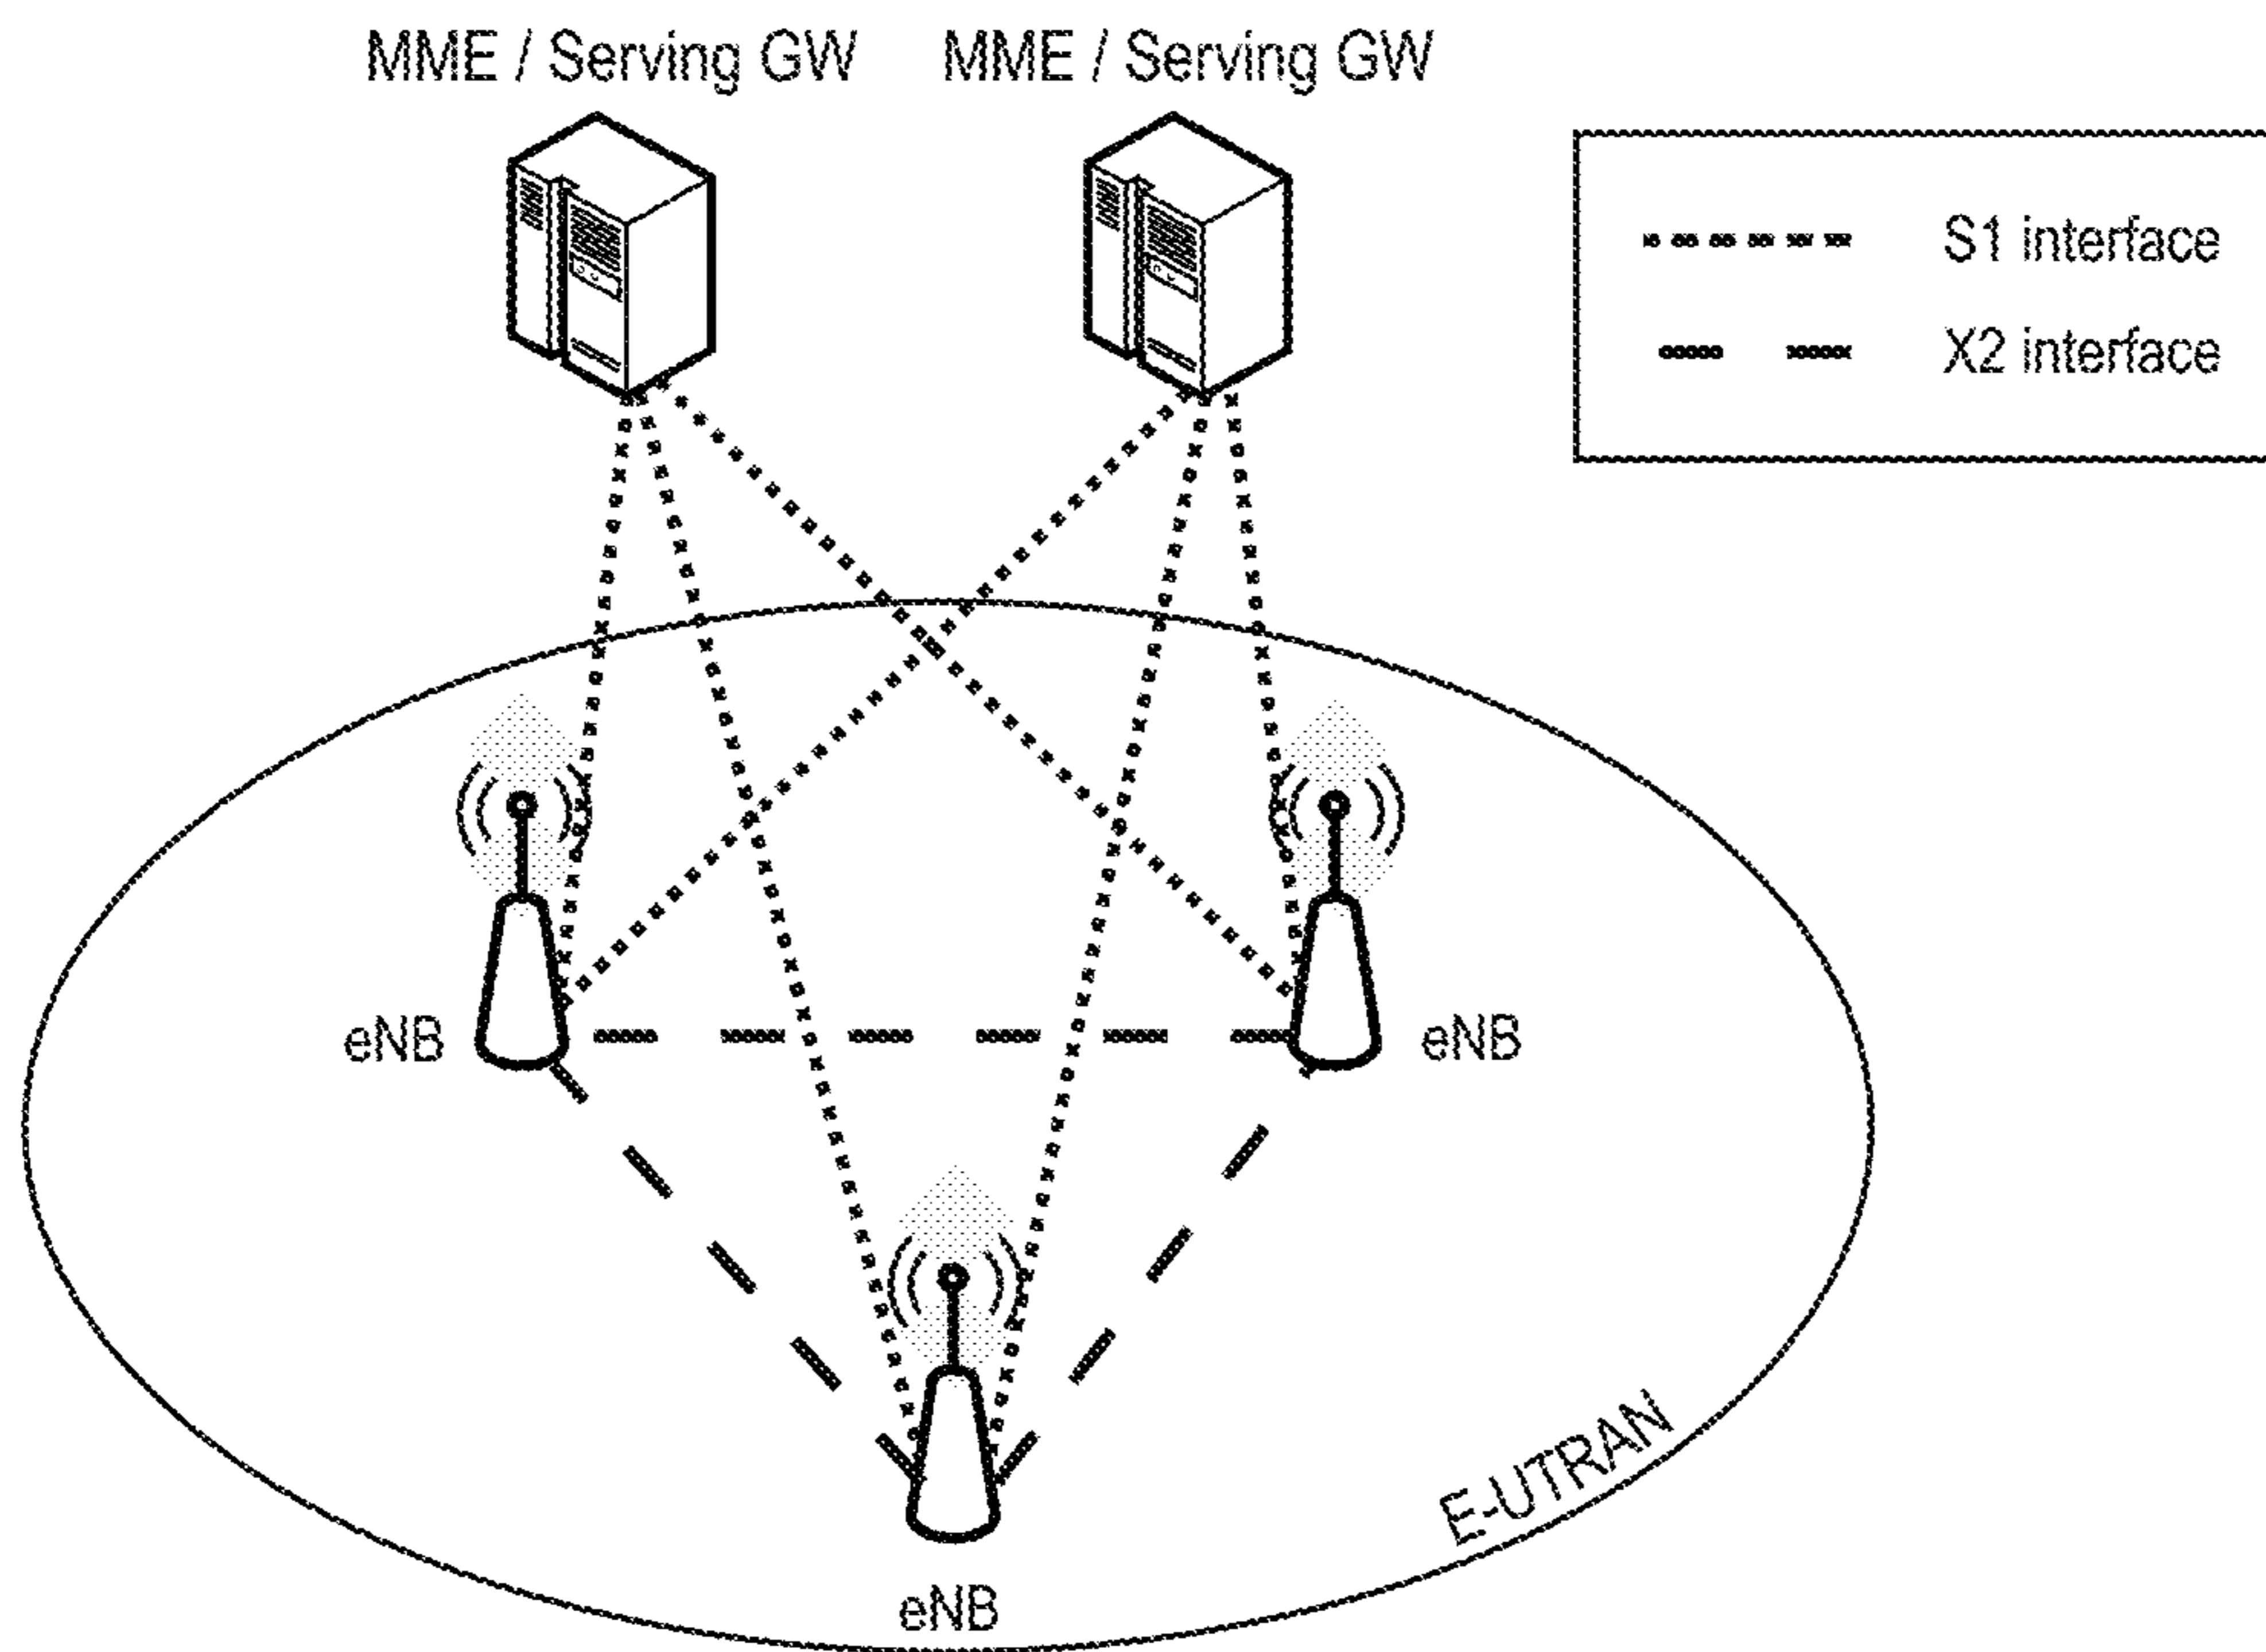 MME / Serving GW
MME / Serving GW
S1 interface
X2 interface
eNB
eNB
E-UTRAN
eNB